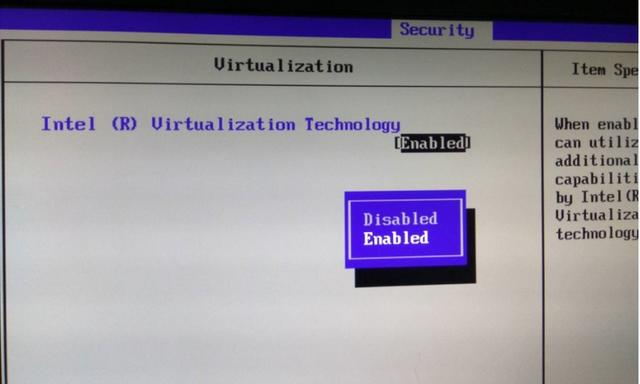 Security
Virtualization
Item Spe
Intel (R) Virtualization Technology
[Enabled]
Disabled
Enabled
When enabl
can utiliz
additional
capabiliti
by Intel(R
Virtualiza
technology